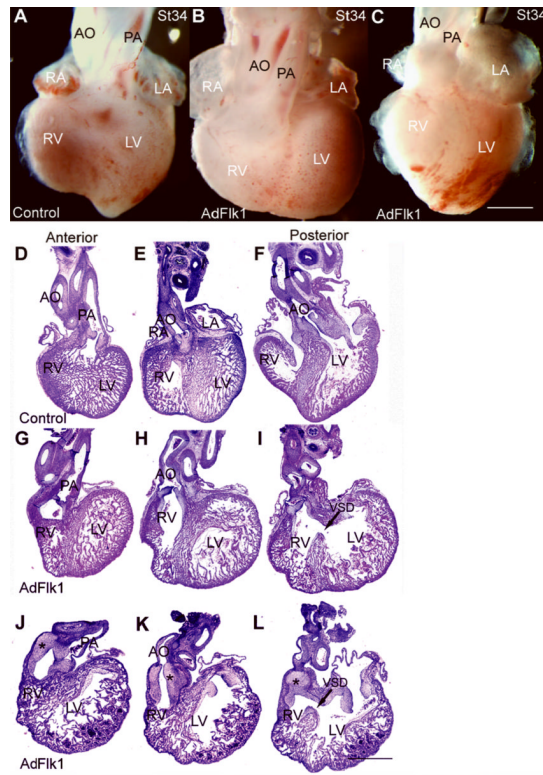 A St34
AO PA
RA LA
RV LV
Control
B St34
AO PA
RA LA
RV LV
AdFlk1
C St34
AO PA
RA LA
RV LV
AdFlk1
Anterior Posterior
D
AO PA
RV LV
Control
E
AO LA
RA
RV LV
F
AO
RV LV
G
PA
RV LV
AdFlk1
H
AO
RV LV
I
VSD
RV LV
J
* PA
RV LV
AdFlk1
K
AO *
RV LV
L
* VSD
RV LV